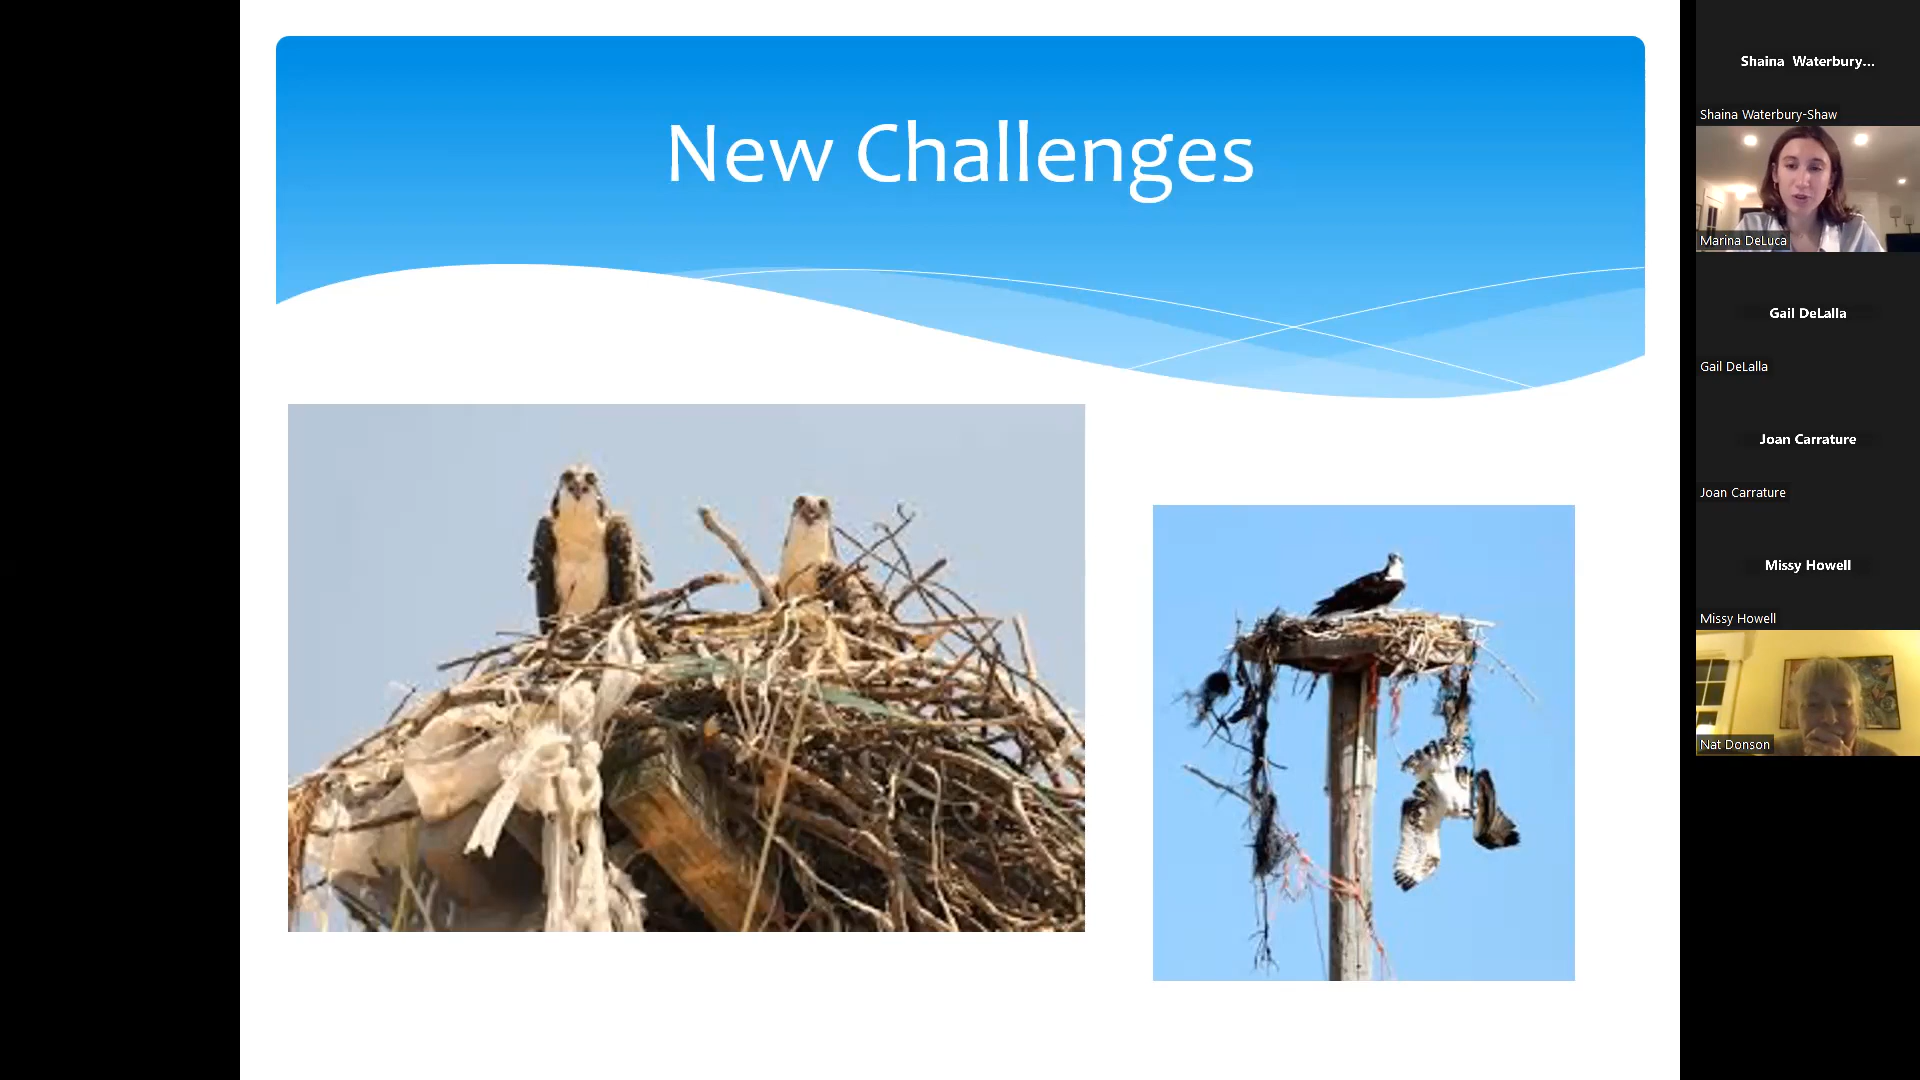 New Challenges
Shaina Waterbury...
Shaina Waterbury-Shaw
Marina DeLuca
Gail DeLalla
Gail DeLalla
Joan Carrature
Joan Carrature
Missy Howell
Missy Howell
Nat Donson